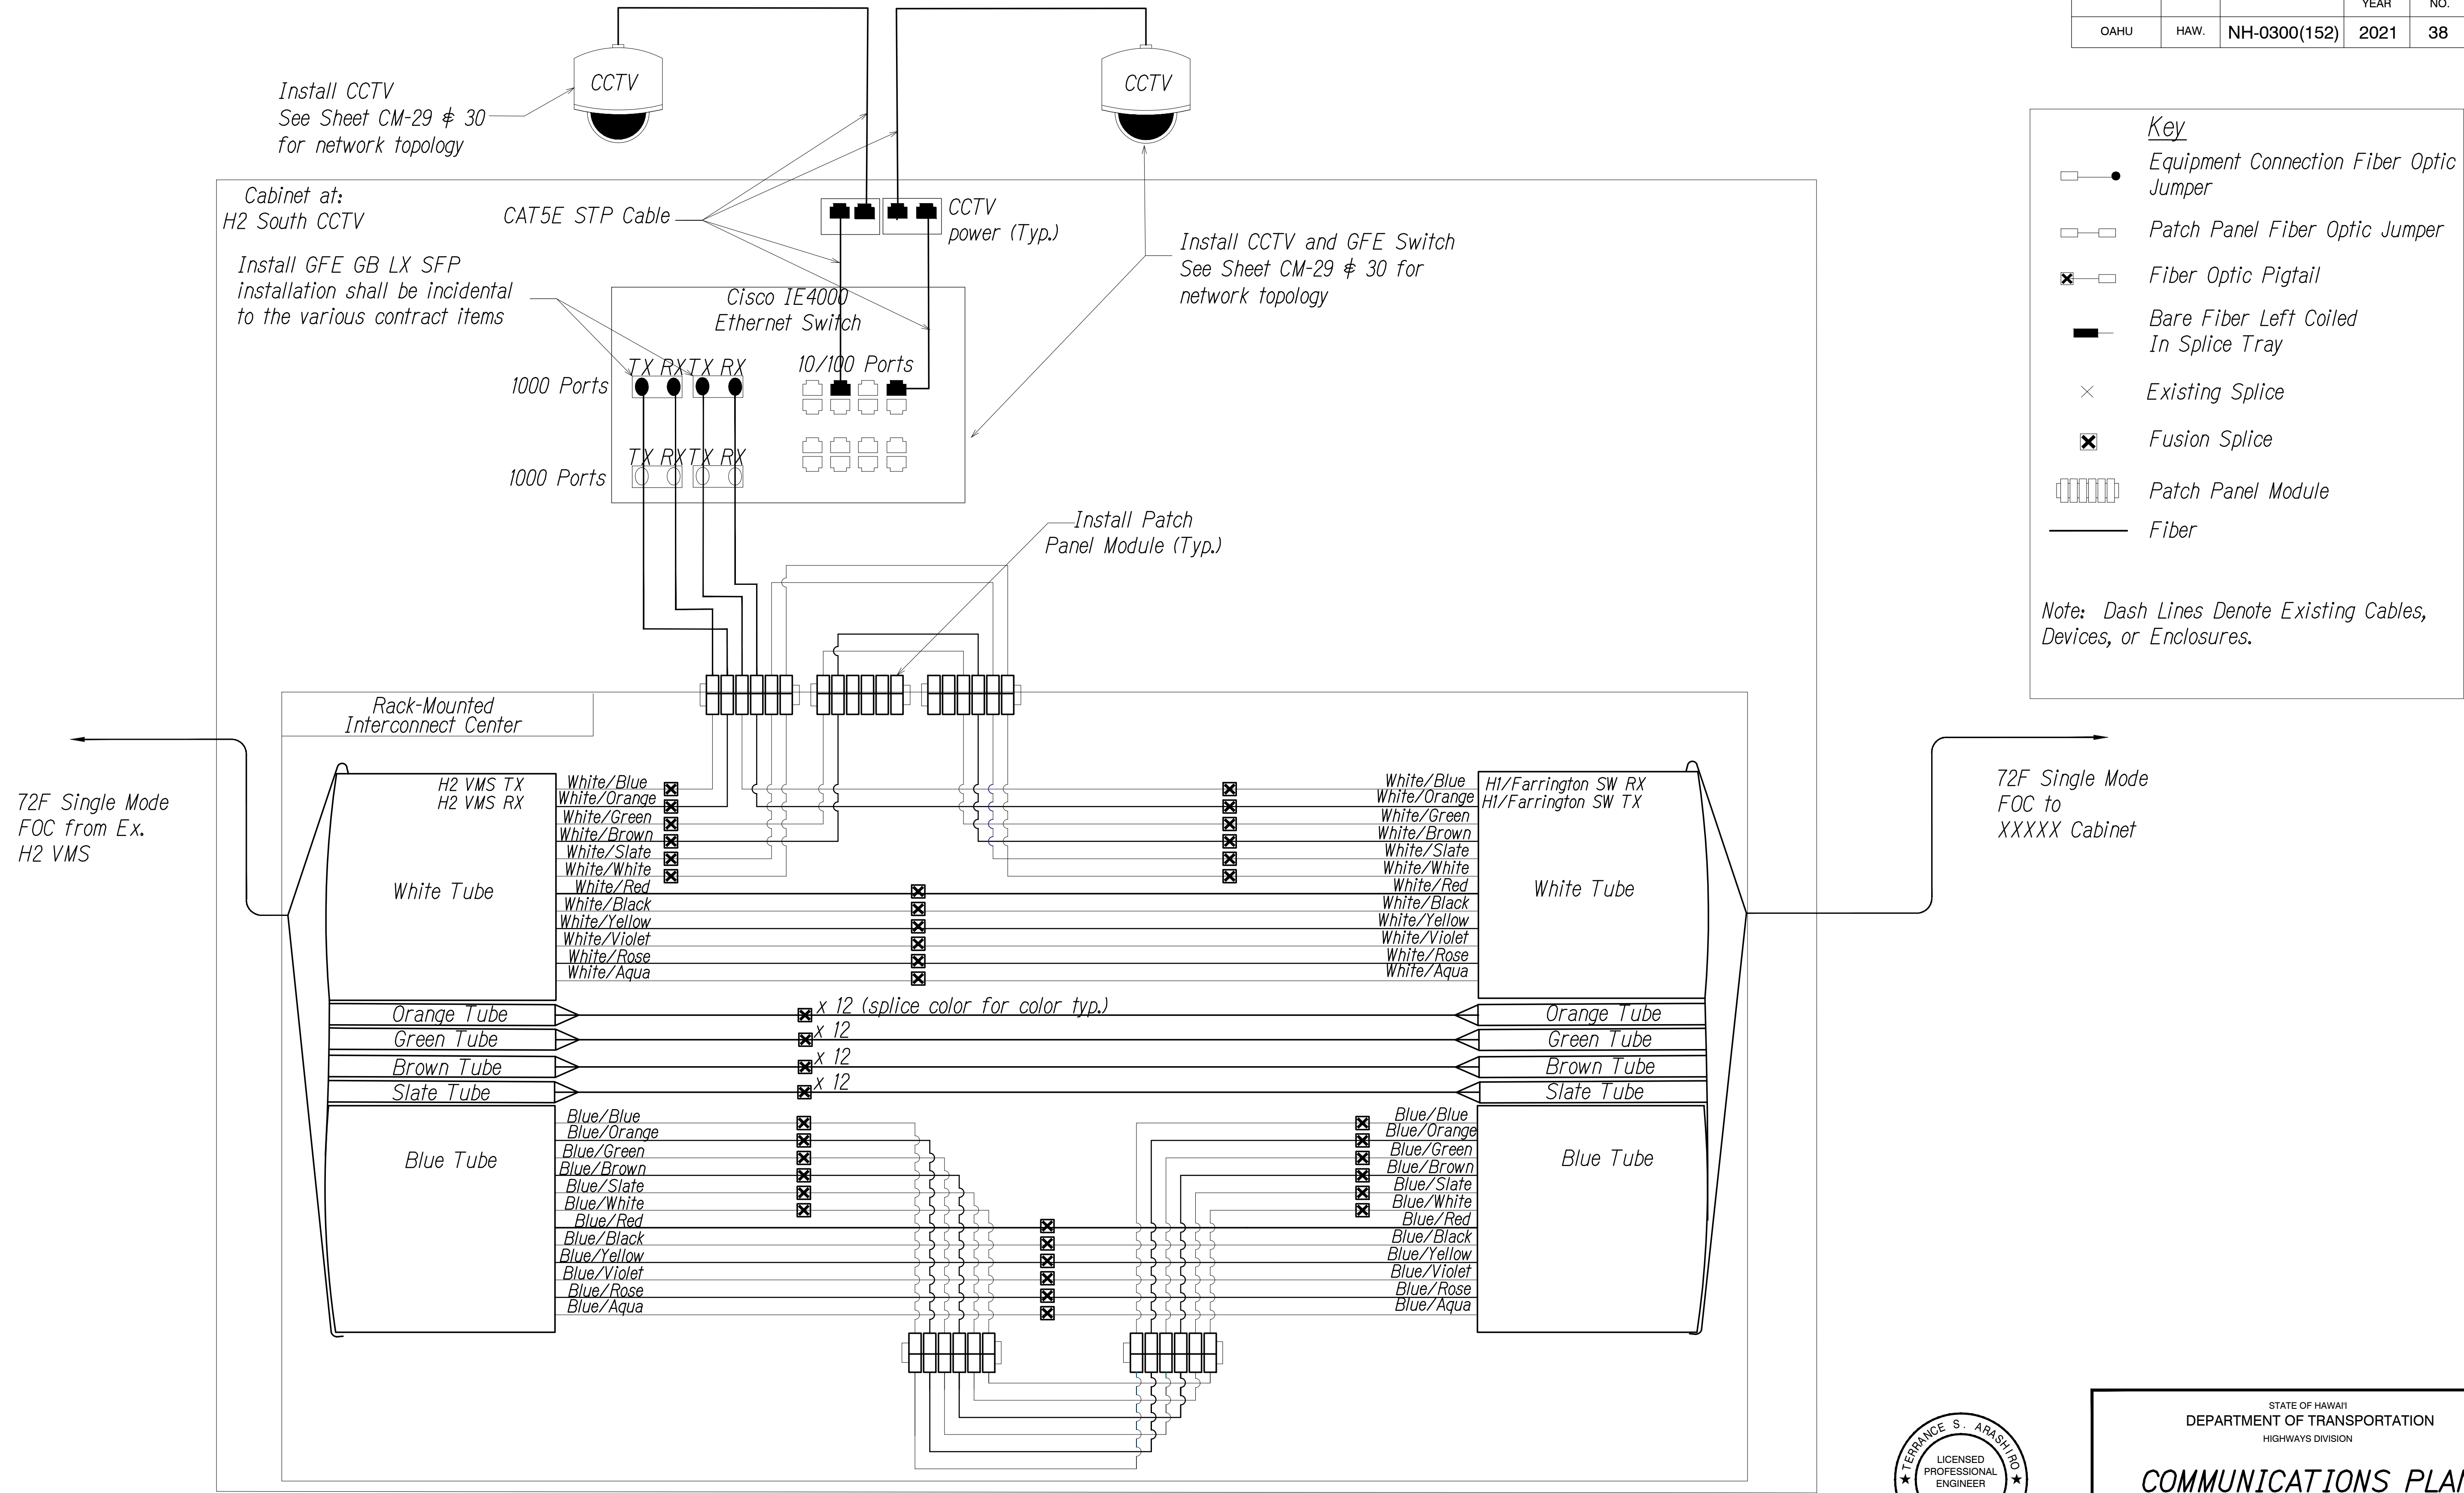 YEAR
NO.
OAHU
HAW.
NH-0300(152)
2021
38
CCTV
CCTV
Install CCTV
See Sheet CM-29 & 30
for network topology
Cabinet at:
H2 South CCTV
CAT5E STP Cable
CCTV
power (Typ.)
Install GFE GB LX SFP
installation shall be incidental
to the various contract items
Install CCTV and GFE Switch
See Sheet CM-29 & 30 for
network topology
Cisco IE4000
Ethernet Switch
TX RX TX RX
10/100 Ports
1000 Ports
TX RX TX RX
1000 Ports
Install Patch
Panel Module (Typ.)
Key
Equipment Connection Fiber Optic
Jumper
Patch Panel Fiber Optic Jumper
Fiber Optic Pigtail
Bare Fiber Left Coiled
In Splice Tray
Existing Splice
Fusion Splice
Patch Panel Module
Fiber
Note: Dash Lines Denote Existing Cables,
Devices, or Enclosures.
Rack-Mounted
Interconnect Center
72F Single Mode
FOC from Ex.
H2 VMS
H2 VMS TX
H2 VMS RX
White Tube
White/Blue
White/Orange
White/Green
White/Brown
White/Slate
White/White
White/Red
White/Black
White/Yellow
White/Violet
White/Rose
White/Aqua
White/Blue
White/Orange
White/Green
White/Brown
White/Slate
White/White
White/Red
White/Black
White/Yellow
White/Violet
White/Rose
White/Aqua
H1/Farrington SW RX
H1/Farrington SW TX
White Tube
72F Single Mode
FOC to
XXXXX Cabinet
Orange Tube
x 12 (splice color for color typ.)
Orange Tube
Green Tube
x 12
Green Tube
Brown Tube
x 12
Brown Tube
Slate Tube
x 12
Slate Tube
Blue Tube
Blue/Blue
Blue/Orange
Blue/Green
Blue/Brown
Blue/Slate
Blue/White
Blue/Red
Blue/Black
Blue/Yellow
Blue/Violet
Blue/Rose
Blue/Aqua
Blue/Blue
Blue/Orange
Blue/Green
Blue/Brown
Blue/Slate
Blue/White
Blue/Red
Blue/Black
Blue/Yellow
Blue/Violet
Blue/Rose
Blue/Aqua
Blue Tube
TERRANCE S. ARASHIRO
LICENSED
PROFESSIONAL
ENGINEER
STATE OF HAWAI'I
DEPARTMENT OF TRANSPORTATION
HIGHWAYS DIVISION
COMMUNICATIONS PLAN